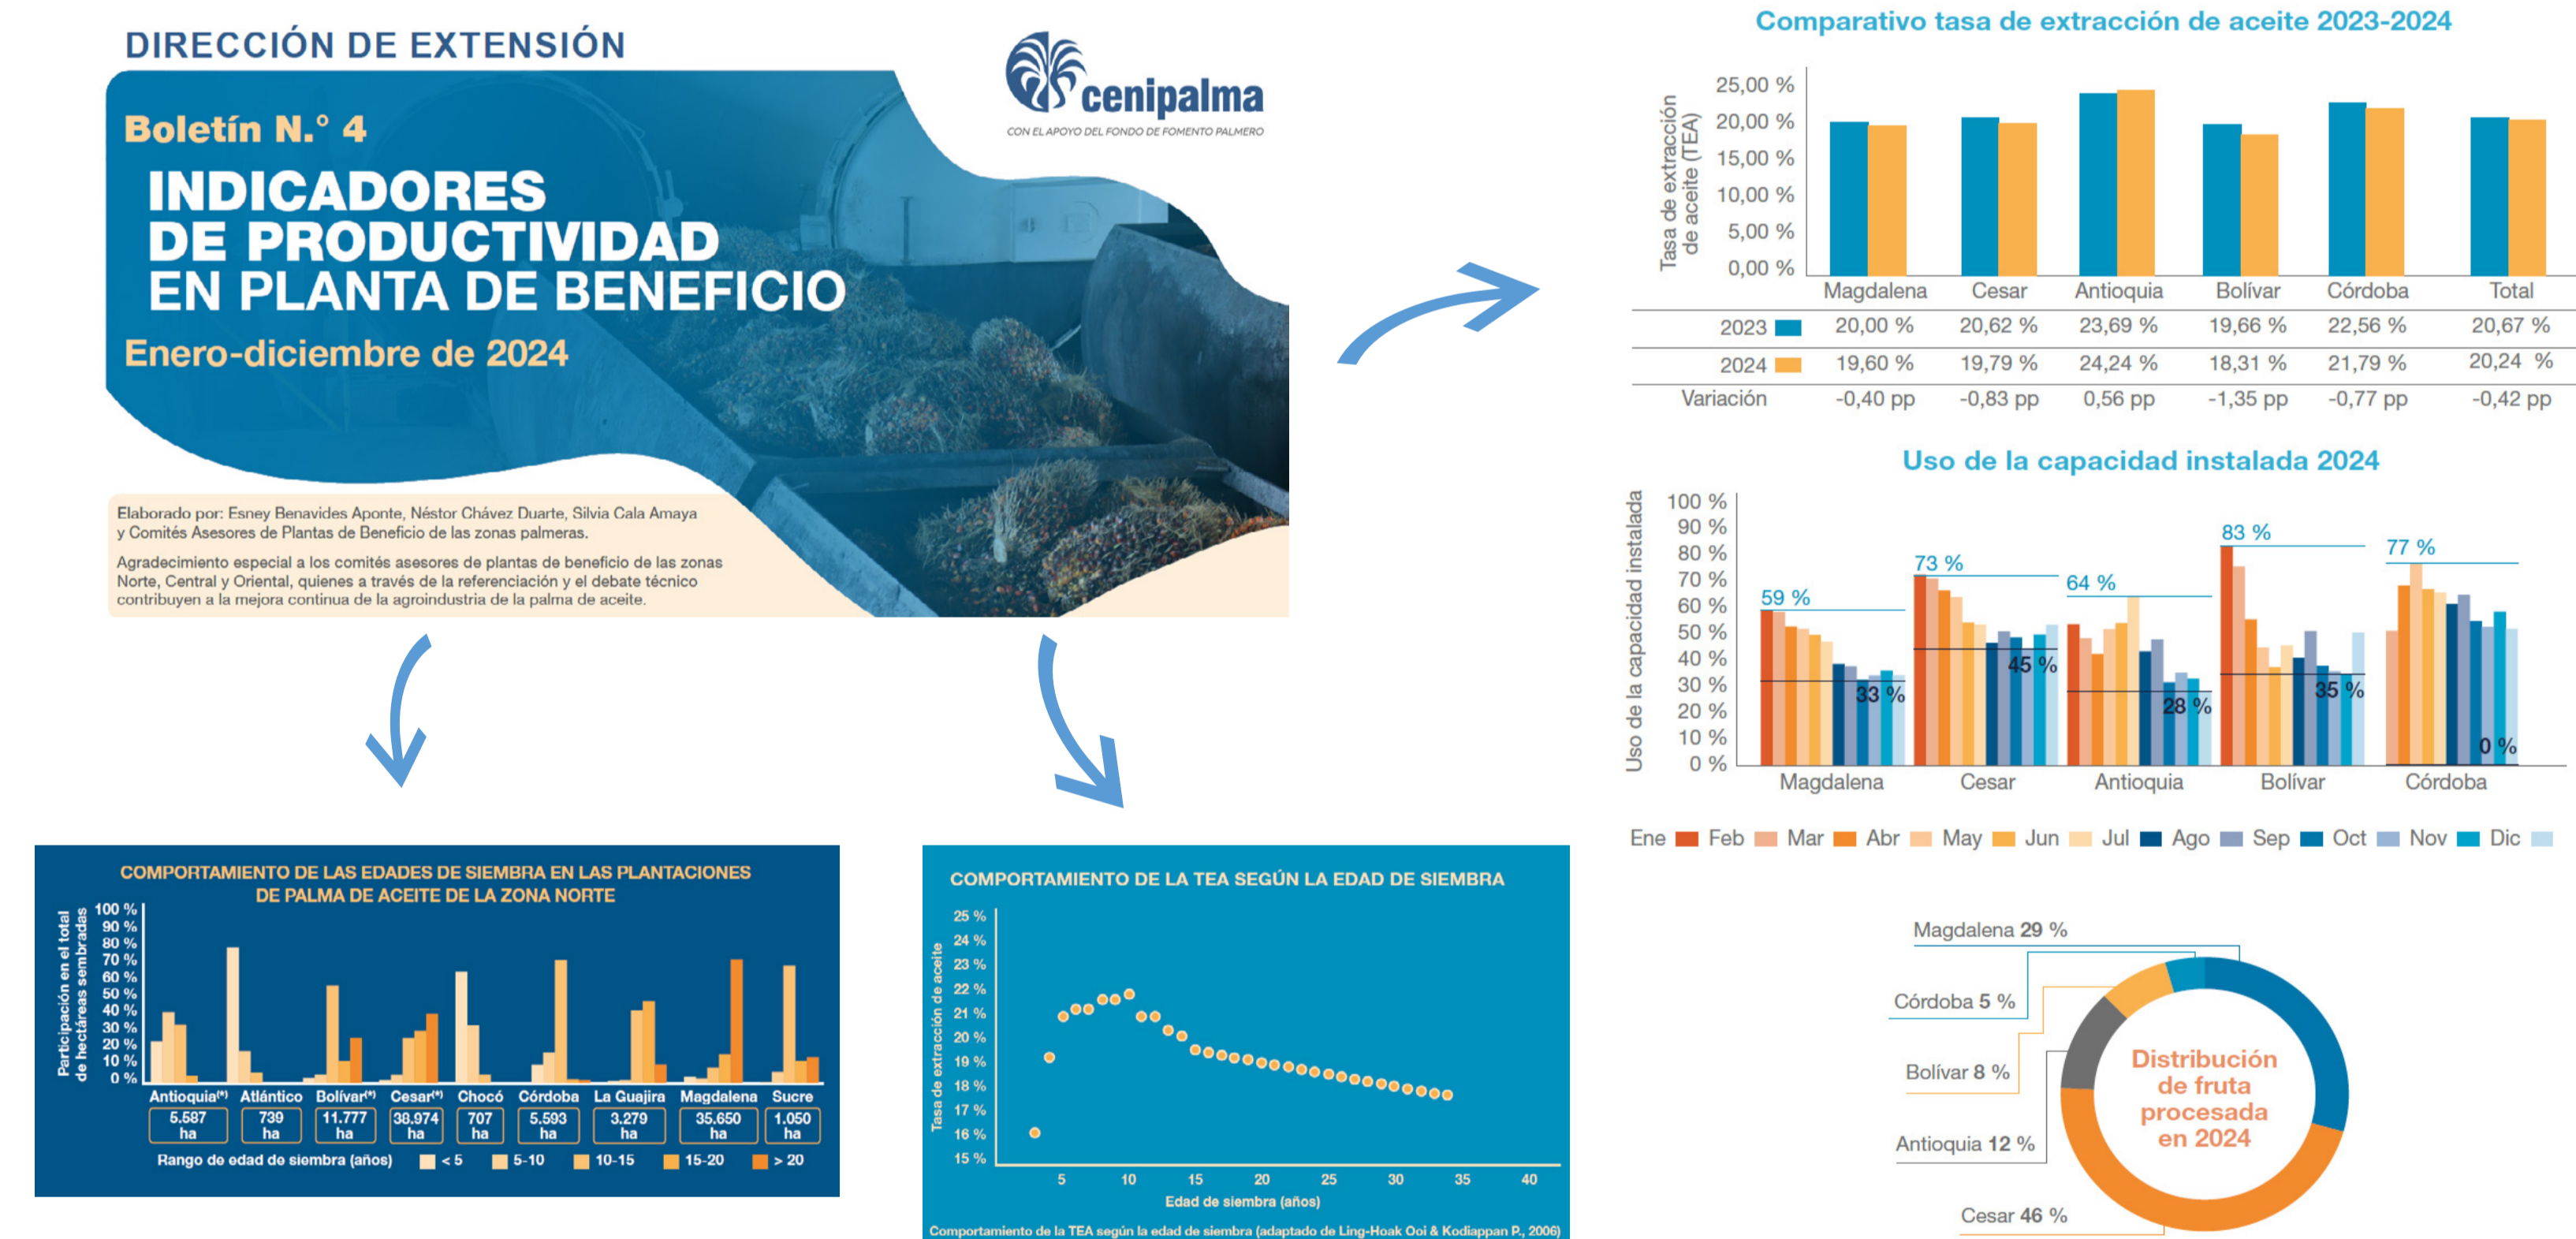 DIRECCIÓN DE EXTENSIÓN
cenipalma
CON EL APOYO DEL FONDO DE FOMENTO PALMERO
Boletín N.° 4
INDICADORES
DE PRODUCTIVIDAD
EN PLANTA DE BENEFICIO
Enero-diciembre de 2024
Elaborado por: Esney Benavides Aponte, Néstor Chávez Duarte, Silvia Cala Amaya
y Comités Asesores de Plantas de Beneficio de las zonas palmeras.
Agradecimiento especial a los comités asesores de plantas de beneficio de las zonas
Norte, Central y Oriental, quienes a través de la referenciación y el debate técnico
contribuyen a la mejora continua de la agroindustria de la palma de aceite.
Comparativo tasa de extracción de aceite 2023-2024
Tasa de extracción
de aceite (TEA)
25,00 %
20,00 %
15,00 %
10,00 %
5,00 %
0,00 %
Magdalena Cesar Antioquia Bolívar Córdoba Total
2023 20,00 % 20,62 % 23,69 % 19,66 % 22,56 % 20,67 %
2024 19,60 % 19,79 % 24,24 % 18,31 % 21,79 % 20,24 %
Variación -0,40 pp -0,83 pp 0,56 pp -1,35 pp -0,77 pp -0,42 pp
Uso de la capacidad instalada 2024
Uso de la capacidad instalada
100 %
90 %
80 %
70 %
60 %
50 %
40 %
30 %
20 %
10 %
0 %
59 % 73 % 64 % 83 % 77 %
33 % 45 % 28 % 35 % 0 %
Magdalena Cesar Antioquia Bolívar Córdoba
Ene Feb Mar Abr May Jun Jul Ago Sep Oct Nov Dic
Magdalena 29 %
Córdoba 5 %
Bolívar 8 %
Antioquia 12 %
Cesar 46 %
Distribución
de fruta
procesada
en 2024
COMPORTAMIENTO DE LAS EDADES DE SIEMBRA EN LAS PLANTACIONES
DE PALMA DE ACEITE DE LA ZONA NORTE
Participación en el total
de hectáreas sembradas
100 %
90 %
80 %
70 %
60 %
50 %
40 %
30 %
20 %
10 %
0 %
Antioquia(*) Atlántico Bolívar(*) Cesar(*) Chocó Córdoba La Guajira Magdalena Sucre
5.587 739 11.777 38.974 707 5.593 3.279 35.650 1.050
ha ha ha ha ha ha ha ha ha
Rango de edad de siembra (años) < 5 5-10 10-15 15-20 > 20
COMPORTAMIENTO DE LA TEA SEGÚN LA EDAD DE SIEMBRA
Tasa de extracción de aceite
25 %
24 %
23 %
22 %
21 %
20 %
19 %
18 %
17 %
16 %
15 %
5 10 15 20 25 30 35 40
Edad de siembra (años)
Comportamiento de la TEA según la edad de siembra (adaptado de Ling-Hoak Ooi & Kodiappan P., 2006)